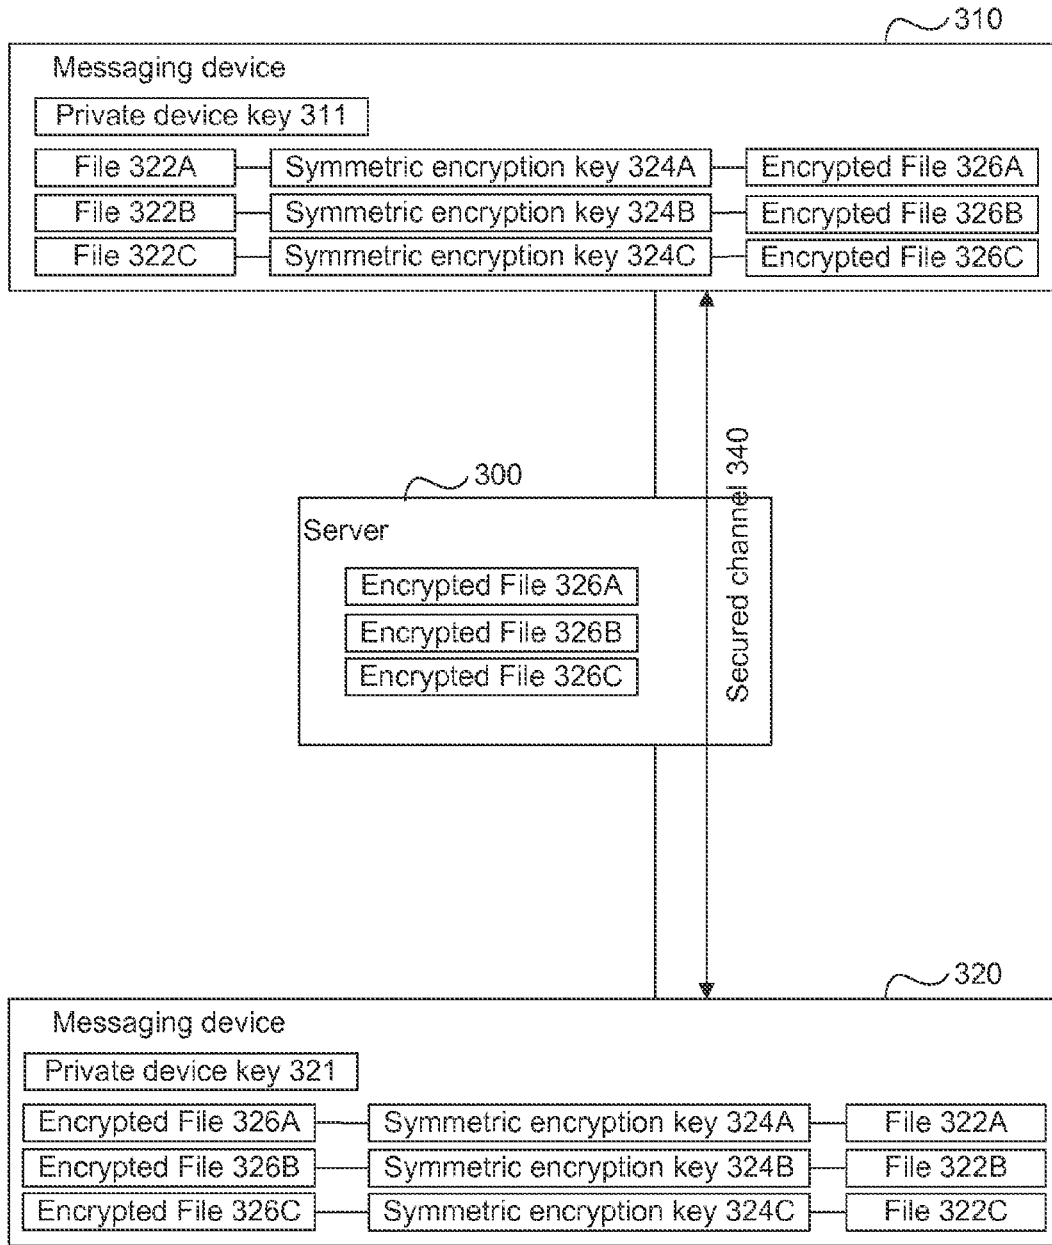 310
Messaging device
Private device key 311
File 322A Symmetric encryption key 324A Encrypted File 326A
File 322B Symmetric encryption key 324B Encrypted File 326B
File 322C Symmetric encryption key 324C Encrypted File 326C
300
Server
Encrypted File 326A
Encrypted File 326B
Encrypted File 326C
Secured channel 340
320
Messaging device
Private device key 321
Encrypted File 326A Symmetric encryption key 324A File 322A
Encrypted File 326B Symmetric encryption key 324B File 322B
Encrypted File 326C Symmetric encryption key 324C File 322C